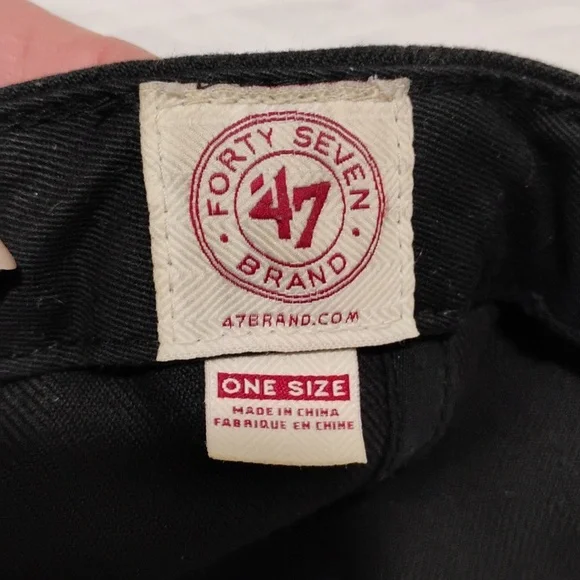 FORTY SEVEN
'47
BRAND
47BRAND.COM
ONE SIZE
MADE IN CHINA
FABRIQUE EN CHINE